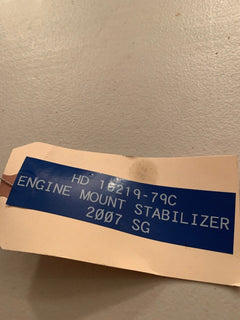 HD 16219-79C
ENGINE MOUNT STABILIZER
2007 SG